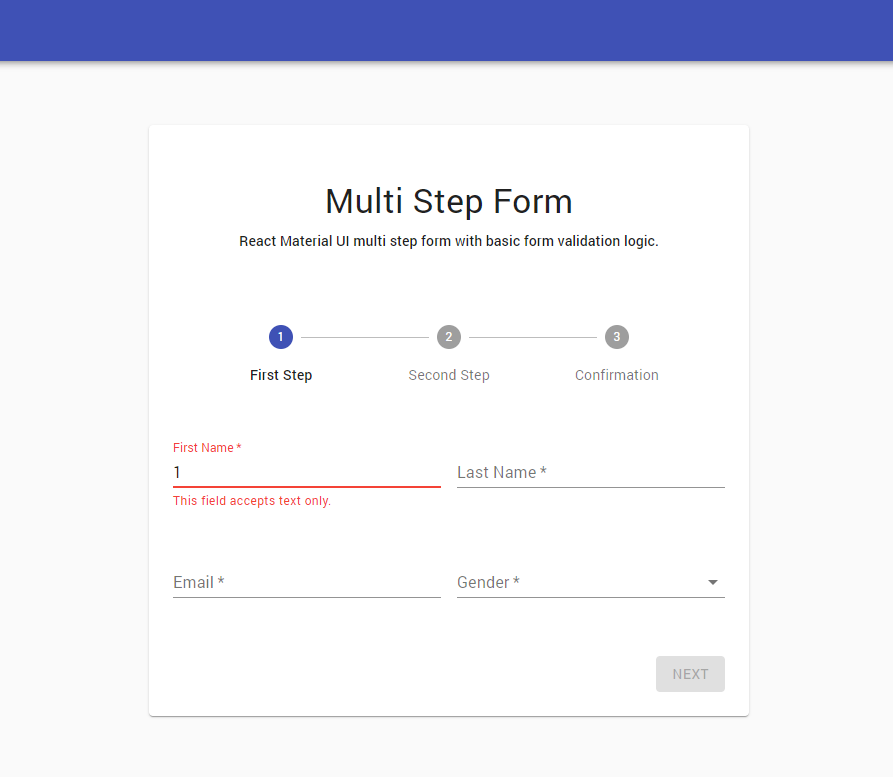 Multi Step Form
React Material UI multi step form with basic form validation logic.
1 2 3
First Step Second Step Confirmation
First Name *
1 Last Name *
This field accepts text only.
Email * Gender *
NEXT